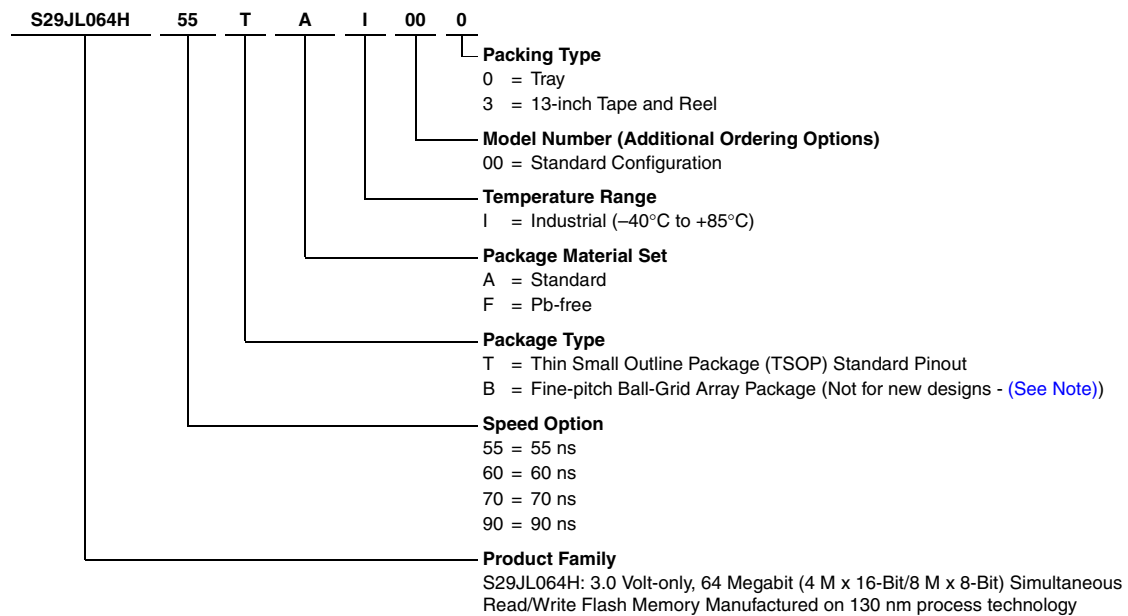 S29JL064H 55 T A I 00 0
Packing Type
0 = Tray
3 = 13-inch Tape and Reel
Model Number (Additional Ordering Options)
00 = Standard Configuration
Temperature Range
I = Industrial (–40°C to +85°C)
Package Material Set
A = Standard
F = Pb-free
Package Type
T = Thin Small Outline Package (TSOP) Standard Pinout
B = Fine-pitch Ball-Grid Array Package (Not for new designs - (See Note))
Speed Option
55 = 55 ns
60 = 60 ns
70 = 70 ns
90 = 90 ns
Product Family
S29JL064H: 3.0 Volt-only, 64 Megabit (4 M x 16-Bit/8 M x 8-Bit) Simultaneous
Read/Write Flash Memory Manufactured on 130 nm process technology